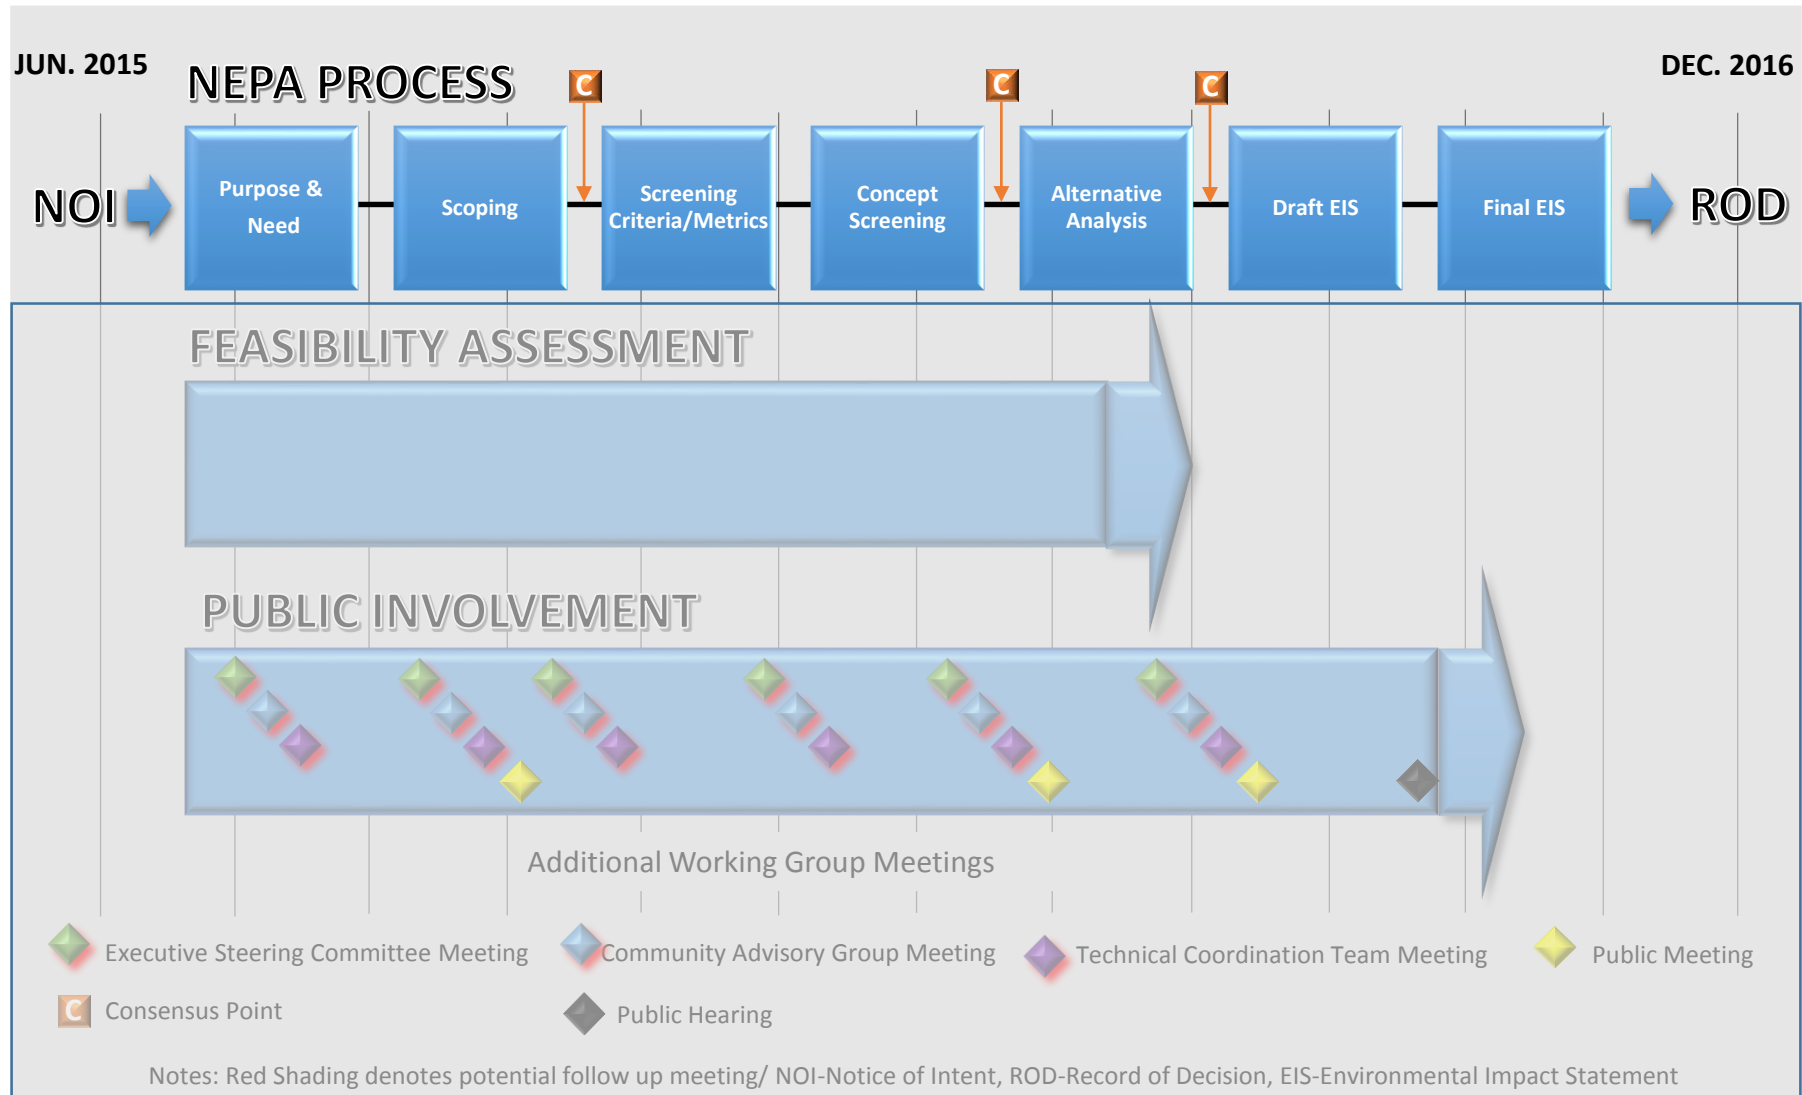 JUN. 2015
DEC. 2016
NEPA PROCESS
C
C
C
NOI
Purpose &
Need
Scoping
Screening
Criteria/Metrics
Concept
Screening
Alternative
Analysis
Draft EIS
Final EIS
ROD
FEASIBILITY ASSESSMENT
PUBLIC INVOLVEMENT
Additional Working Group Meetings
Executive Steering Committee Meeting
Community Advisory Group Meeting
Technical Coordination Team Meeting
Public Meeting
C
Consensus Point
Public Hearing
Notes: Red Shading denotes potential follow up meeting/ NOI-Notice of Intent, ROD-Record of Decision, EIS-Environmental Impact Statement